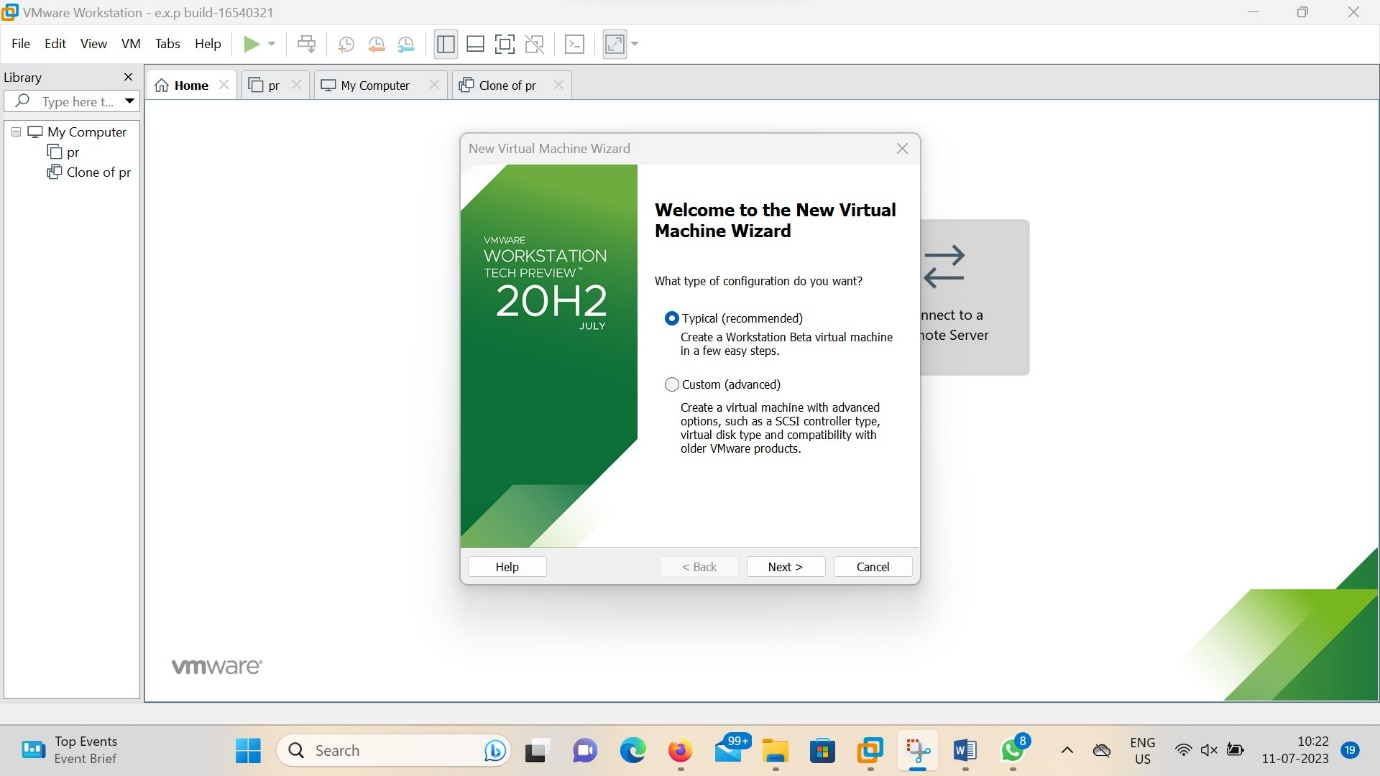 VMware Workstation - e.x.p build-16540321
File Edit View VM Tabs Help
Library
Type here t...
My Computer
pr
Clone of pr
Home pr My Computer Clone of pr
New Virtual Machine Wizard
VMWARE
WORKSTATION
TECH PREVIEW™
20H2
JULY
Welcome to the New Virtual
Machine Wizard
What type of configuration do you want?
Typical (recommended)
Create a Workstation Beta virtual machine
in a few easy steps.
Custom (advanced)
Create a virtual machine with advanced
options, such as a SCSI controller type,
virtual disk type and compatibility with
older VMware products.
Help < Back Next > Cancel
nnect to a
note Server
vmware®
Top Events
Event Brief
Search
99+
8
ENG
US
10:22
11-07-2023
19